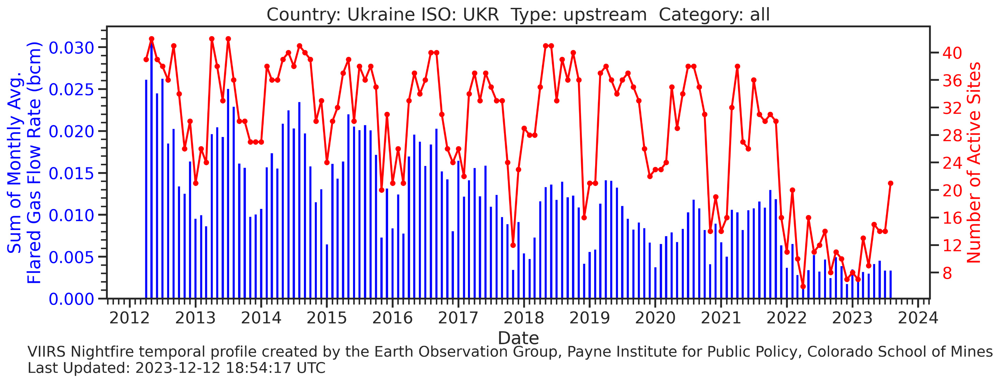 Country: Ukraine ISO: UKR  Type: upstream  Category: all
Sum of Monthly Avg.
Flared Gas Flow Rate (bcm)
0.030
0.025
0.020
0.015
0.010
0.005
0.000
40
36
32
28
24
20
16
12
8
Number of Active Sites
2012 2013 2014 2015 2016 2017 2018 2019 2020 2021 2022 2023 2024
Date
VIIRS Nightfire temporal profile created by the Earth Observation Group, Payne Institute for Public Policy, Colorado School of Mines
Last Updated: 2023-12-12 18:54:17 UTC